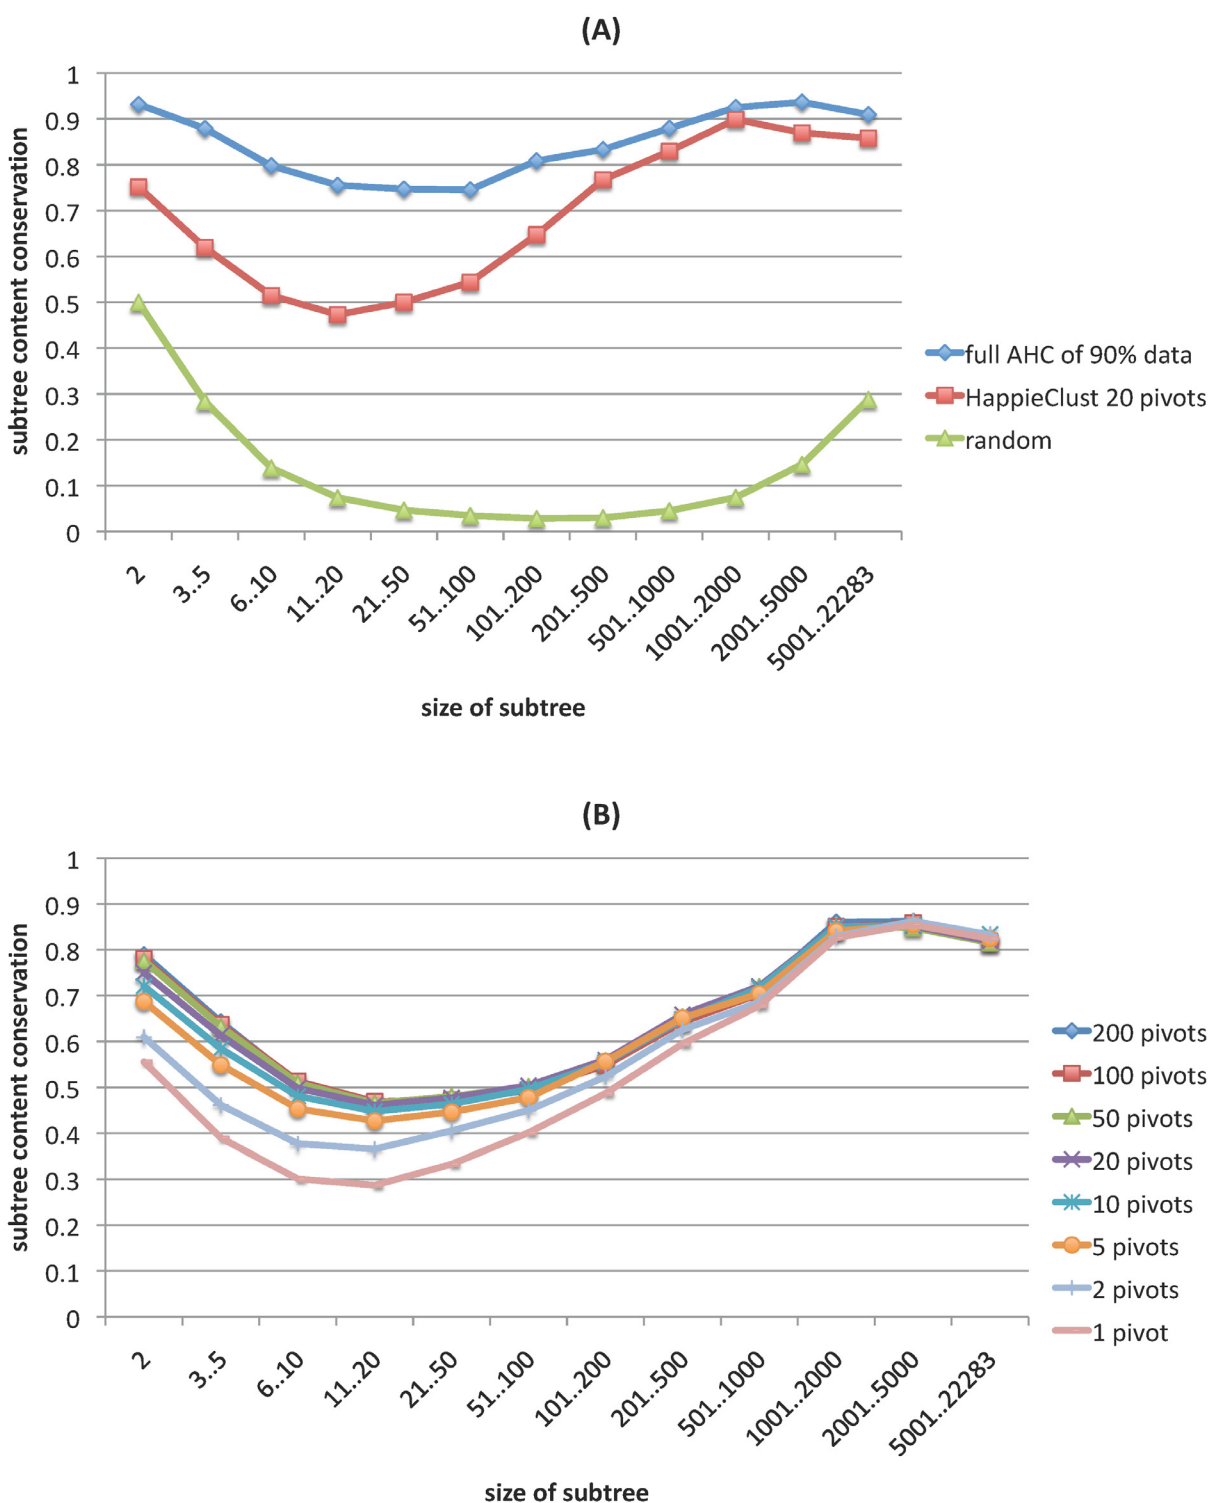 (A)
subtree content conservation
1
0.9
0.8
0.7
0.6
0.5
0.4
0.3
0.2
0.1
0
2
3..5
6..10
11..20
21..50
51..100
101..200
201..500
501..1000
1001..2000
2001..5000
5001..22283
size of subtree
full AHC of 90% data
HappieClust 20 pivots
random
(B)
subtree content conservation
1
0.9
0.8
0.7
0.6
0.5
0.4
0.3
0.2
0.1
0
2
3..5
6..10
11..20
21..50
51..100
101..200
201..500
501..1000
1001..2000
2001..5000
5001..22283
size of subtree
200 pivots
100 pivots
50 pivots
20 pivots
10 pivots
5 pivots
2 pivots
1 pivot